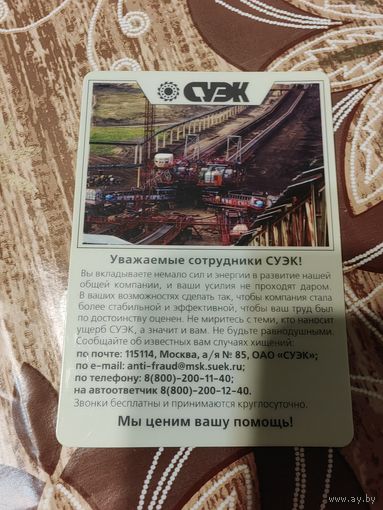 СУЭК
Уважаемые сотрудники СУЭК!
Вы вкладываете немало сил и энергии в развитие нашей
общей компании, и ваши усилия не проходят даром.
В ваших возможностях сделать так, чтобы компания стала
более стабильной и эффективной, чтобы ваш труд был
по достоинству оценен. Не миритесь с теми, кто наносит
ущерб СУЭК, а значит и вам. Не будьте равнодушными.
Сообщайте об известных вам случаях хищений:
по почте: 115114, Москва, а/я № 85, ОАО «СУЭК»;
по e-mail: anti-fraud@msk.suek.ru;
по телефону: 8(800)–200–11–40;
на автоответчик 8(800)–200–12–40.
Звонки бесплатны и принимаются круглосуточно.
Мы ценим вашу помощь!
www.ay.by